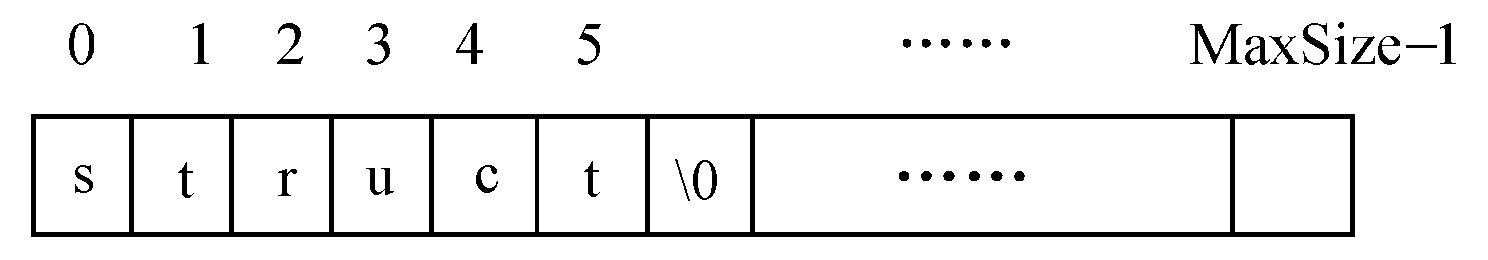 0 1 2 3 4 5 …… MaxSize–1
s t r u c t \0 ……